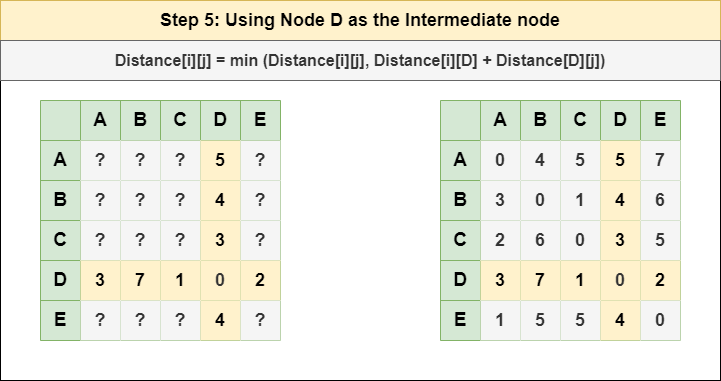 Step 5: Using Node D as the Intermediate node
Distance[i][j] = min (Distance[i][j], Distance[i][D] + Distance[D][j])
A B C D E
A ? ? ? 5 ?
B ? ? ? 4 ?
C ? ? ? 3 ?
D 3 7 1 0 2
E ? ? ? 4 ?
A B C D E
A 0 4 5 5 7
B 3 0 1 4 6
C 2 6 0 3 5
D 3 7 1 0 2
E 1 5 5 4 0